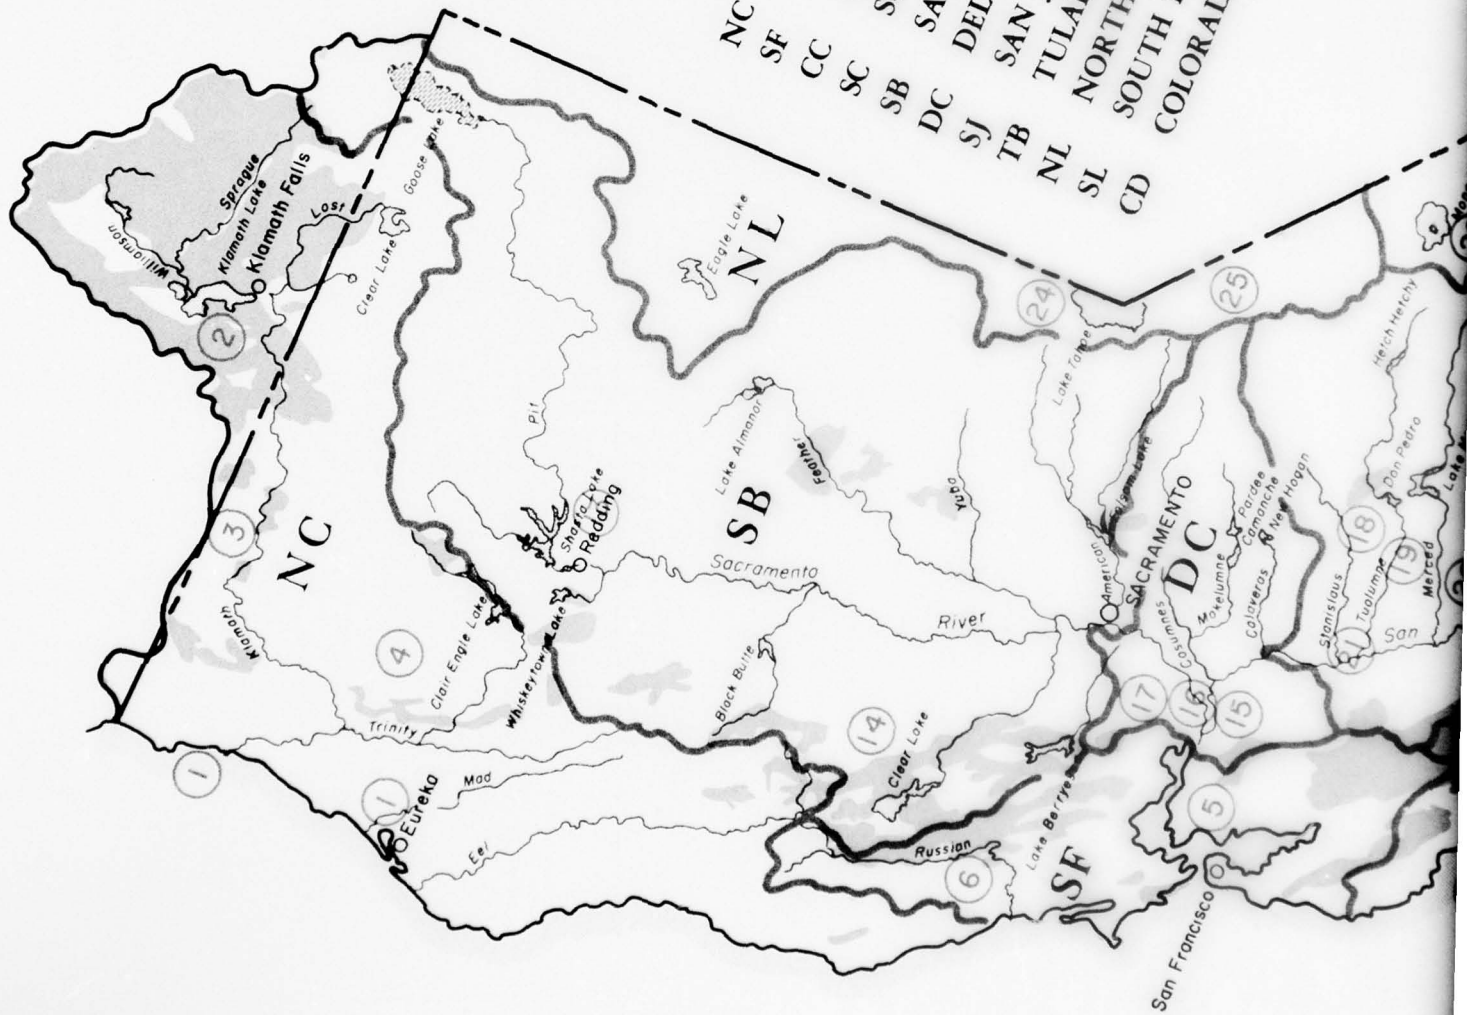 NC
SF
CC
SC
SB
DC
SJ
TB
NL
SL
CD
SAN
NORTH
SOUTH
Sprague
Klamath Lake
Klamath Falls
Williamson
Lost
Goose Lake
Clear Lake
2
Eagle Lake
NL
24
25
Lake Tahoe
Hetch Hetchy
Pit
Lake Almanor
Feather
Yuba
Folsom Lake
SACRAMENTO
DC
Pardee
Camanche
New Hogan
Don Pedro
3
NC
Shasta Lake
Redding
SB
Sacramento
River
American
Cosumnes
Mokelumne
Calaveras
Stanislaus
Tuolumne
Merced
18
19
San
Klamath
4
Clair Eagle Lake
Whiskeytown Lake
Black Butte
Trinity
14
Clear Lake
17
16
15
1
1
Mad
Eureka
Eel
Russian
6
Lake Berryessa
SF
5
San Francisco